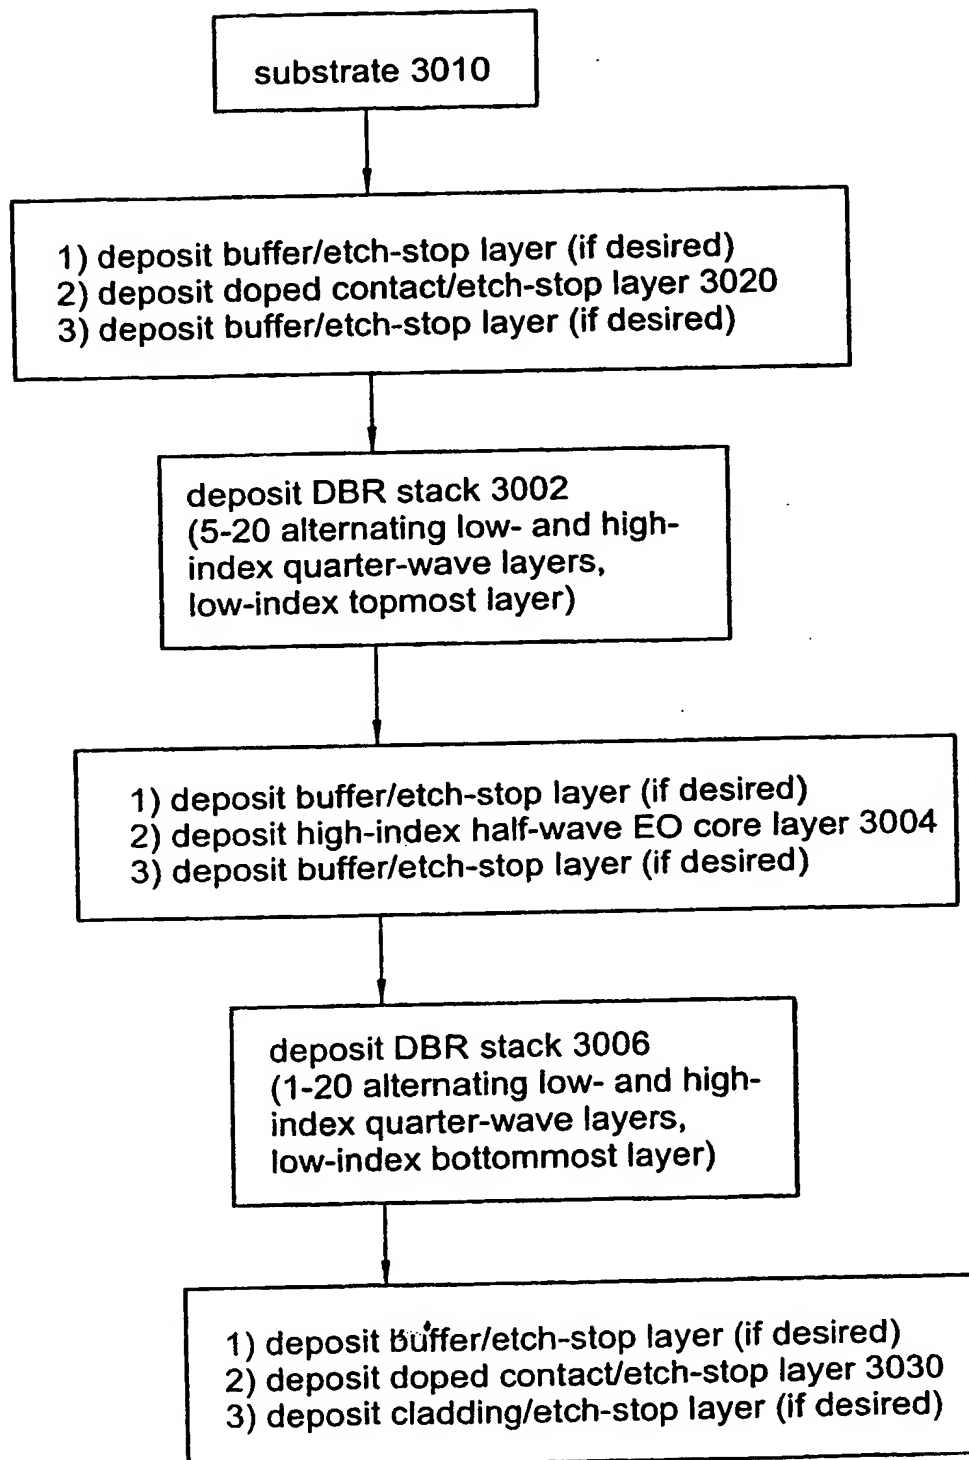 substrate 3010
1) deposit buffer/etch-stop layer (if desired)
2) deposit doped contact/etch-stop layer 3020
3) deposit buffer/etch-stop layer (if desired)
deposit DBR stack 3002
(5-20 alternating low- and high-
index quarter-wave layers,
low-index topmost layer)
1) deposit buffer/etch-stop layer (if desired)
2) deposit high-index half-wave EO core layer 3004
3) deposit buffer/etch-stop layer (if desired)
deposit DBR stack 3006
(1-20 alternating low- and high-
index quarter-wave layers,
low-index bottommost layer)
1) deposit buffer/etch-stop layer (if desired)
2) deposit doped contact/etch-stop layer 3030
3) deposit cladding/etch-stop layer (if desired)